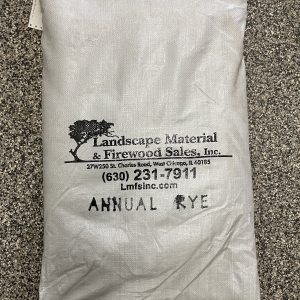 Landscape Material
& Firewood Sales, Inc.
27W250 St. Charles Road, West Chicago, IL 60185
(630) 231-7911
Lmfsinc.com
ANNUAL RYE